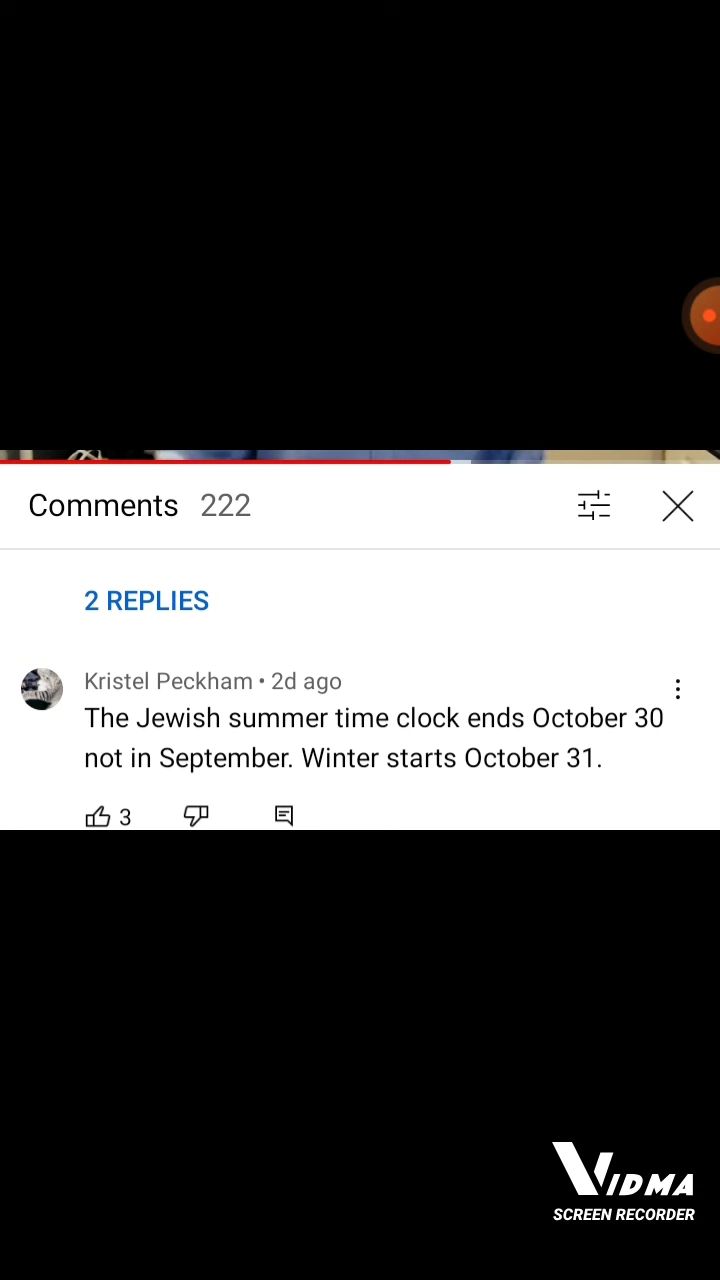 Comments 222
2 REPLIES
Kristel Peckham • 2d ago
The Jewish summer time clock ends October 30
not in September. Winter starts October 31.
3
VIDMA
SCREEN RECORDER